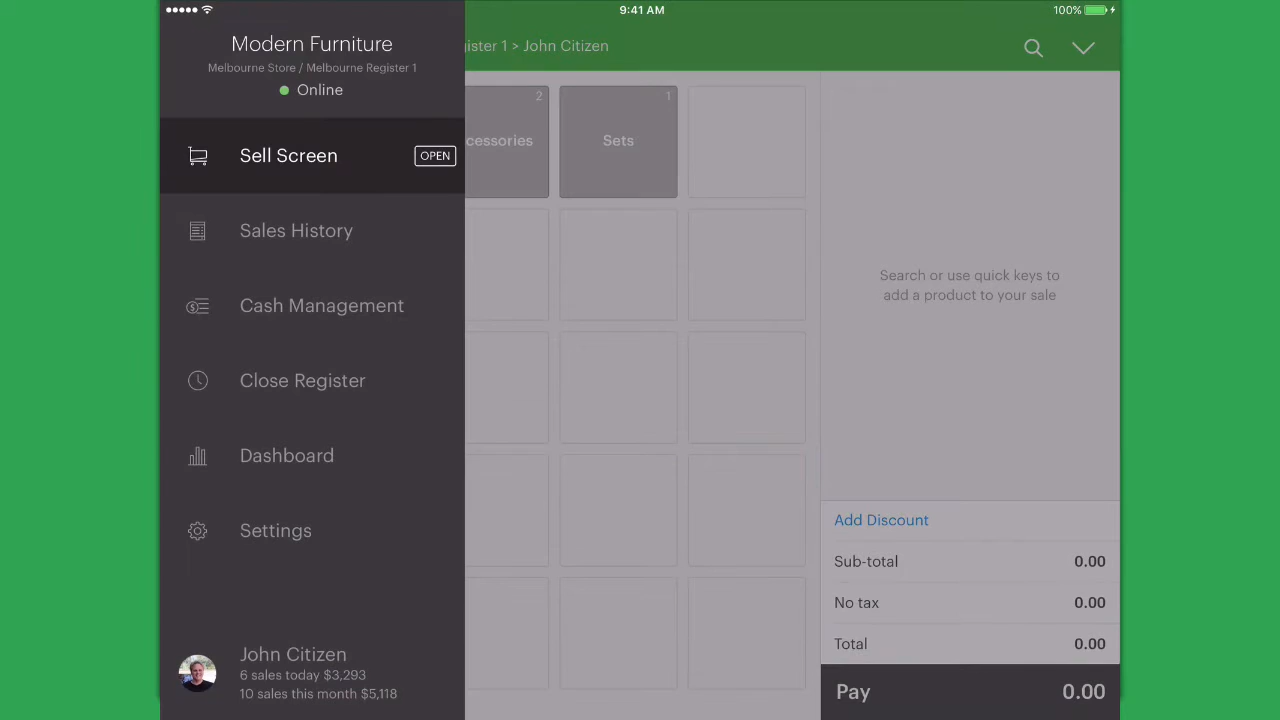 9:41 AM
100%
Modern Furniture
Melbourne Store / Melbourne Register 1
Online
Sell Screen
OPEN
Sales History
Cash Management
Close Register
Dashboard
Settings
John Citizen
6 sales today $3,293
10 sales this month $5,118
ister 1 > John Citizen
2
cessories
1
Sets
Search or use quick keys to
add a product to your sale
Add Discount
Sub-total 0.00
No tax 0.00
Total 0.00
Pay 0.00